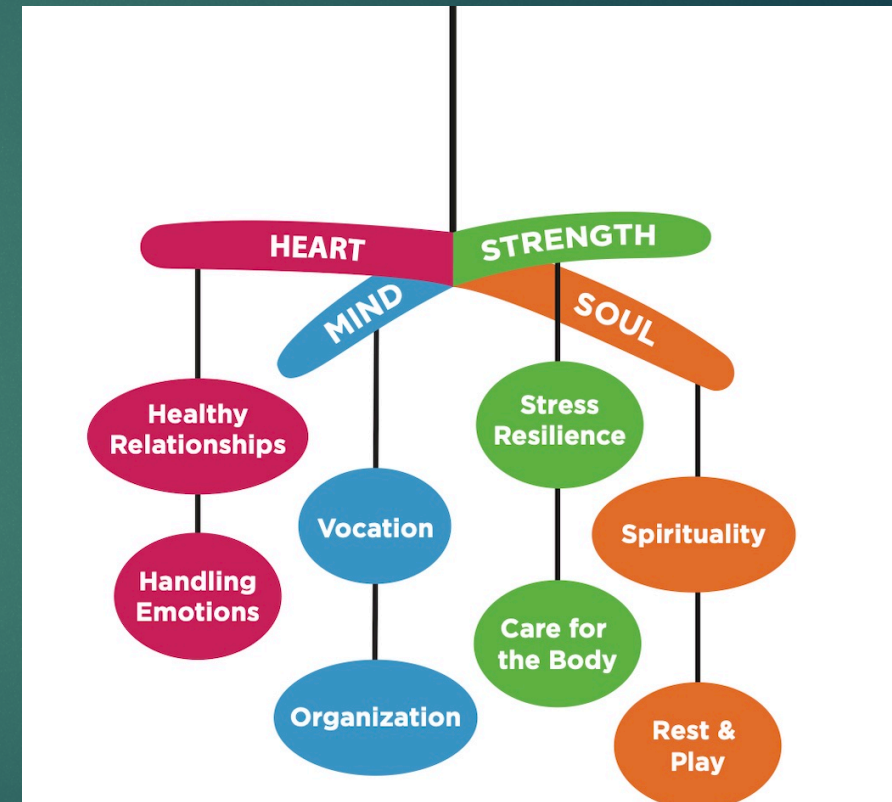 HEART
STRENGTH
MIND
SOUL
Healthy
Relationships
Handling
Emotions
Vocation
Organization
Stress
Resilience
Care for
the Body
Spirituality
Rest &
Play